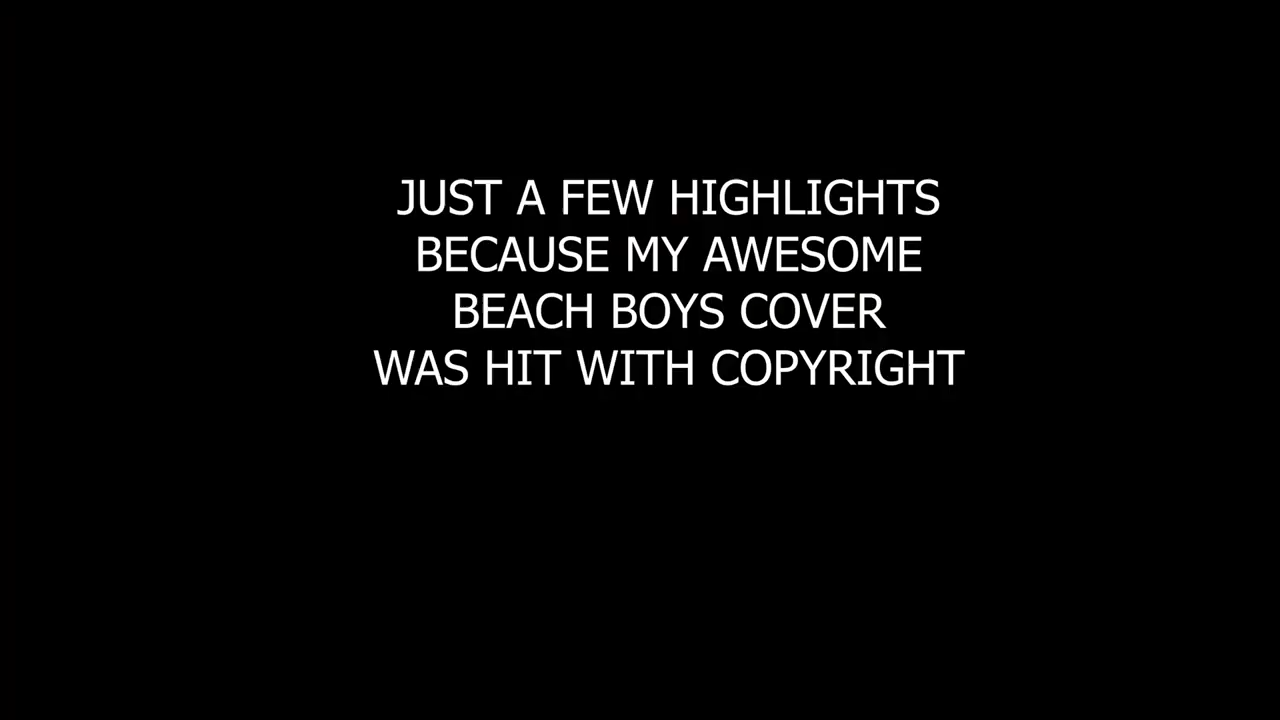 JUST A FEW HIGHLIGHTS
BECAUSE MY AWESOME
BEACH BOYS COVER
WAS HIT WITH COPYRIGHT